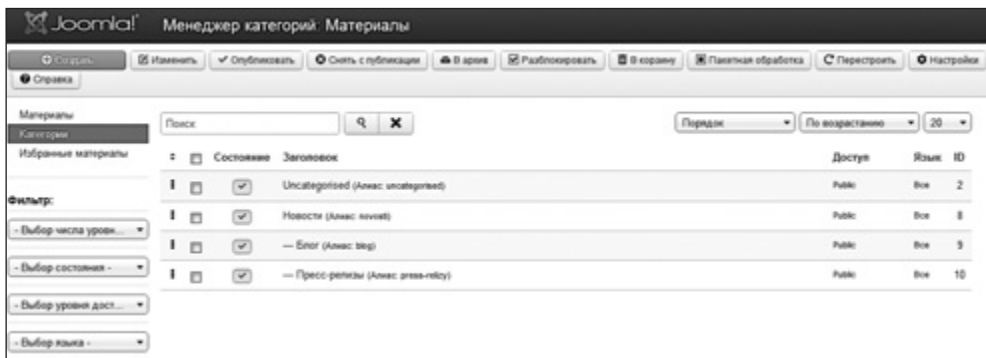 Joomla! Менеджер категорий: Материалы
Создать Изменить Опубликовать Снять с публикации В архив Разблокировать В корзину Пакетная обработка Перестроить Настройки
Справка
Материалы
Категории
Избранные материалы
Фильтр:
- Выбор числа уровн...
- Выбор состояния -
- Выбор уровня дост...
- Выбор языка -
Поиск Порядок По возрастанию 20
Состояние Заголовок Доступ Язык ID
Uncategorised (Алиас: uncategorised) Public Все 2
Новости (Алиас: novosti) Public Все 8
— Блог (Алиас: blog) Public Все 9
— Пресс-релизы (Алиас: press-relizy) Public Все 10